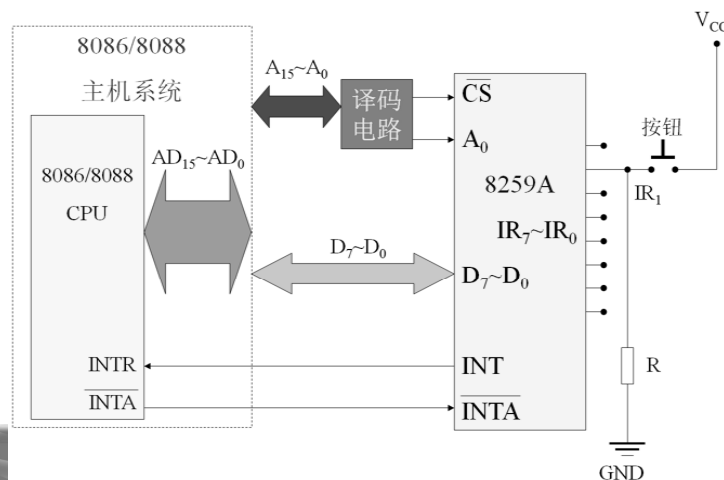 8086/8088
主机系统
8086/8088
CPU
AD15~AD0
INTR
INTA
A15~A0
译码
电路
D7~D0
CS
A0
8259A
IR7~IR0
D7~D0
INT
INTA
VCC
按钮
IR1
R
GND